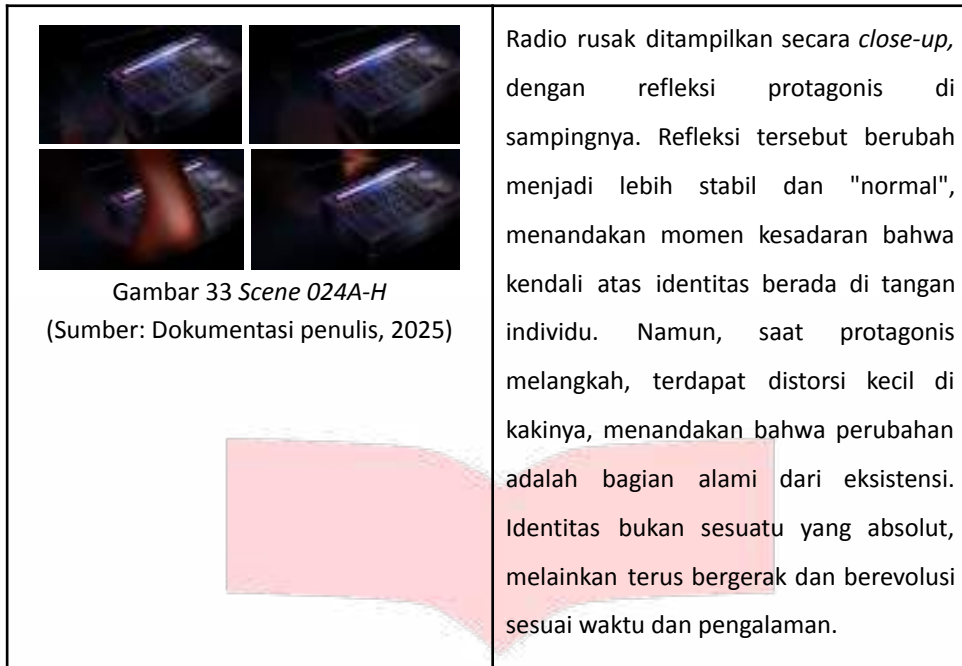 Gambar 33 Scene 024A-H
(Sumber: Dokumentasi penulis, 2025)
Radio rusak ditampilkan secara close-up,
dengan refleksi protagonis di
sampingnya. Refleksi tersebut berubah
menjadi lebih stabil dan "normal",
menandakan momen kesadaran bahwa
kendali atas identitas berada di tangan
individu. Namun, saat protagonis
melangkah, terdapat distorsi kecil di
kakinya, menandakan bahwa perubahan
adalah bagian alami dari eksistensi.
Identitas bukan sesuatu yang absolut,
melainkan terus bergerak dan berevolusi
sesuai waktu dan pengalaman.